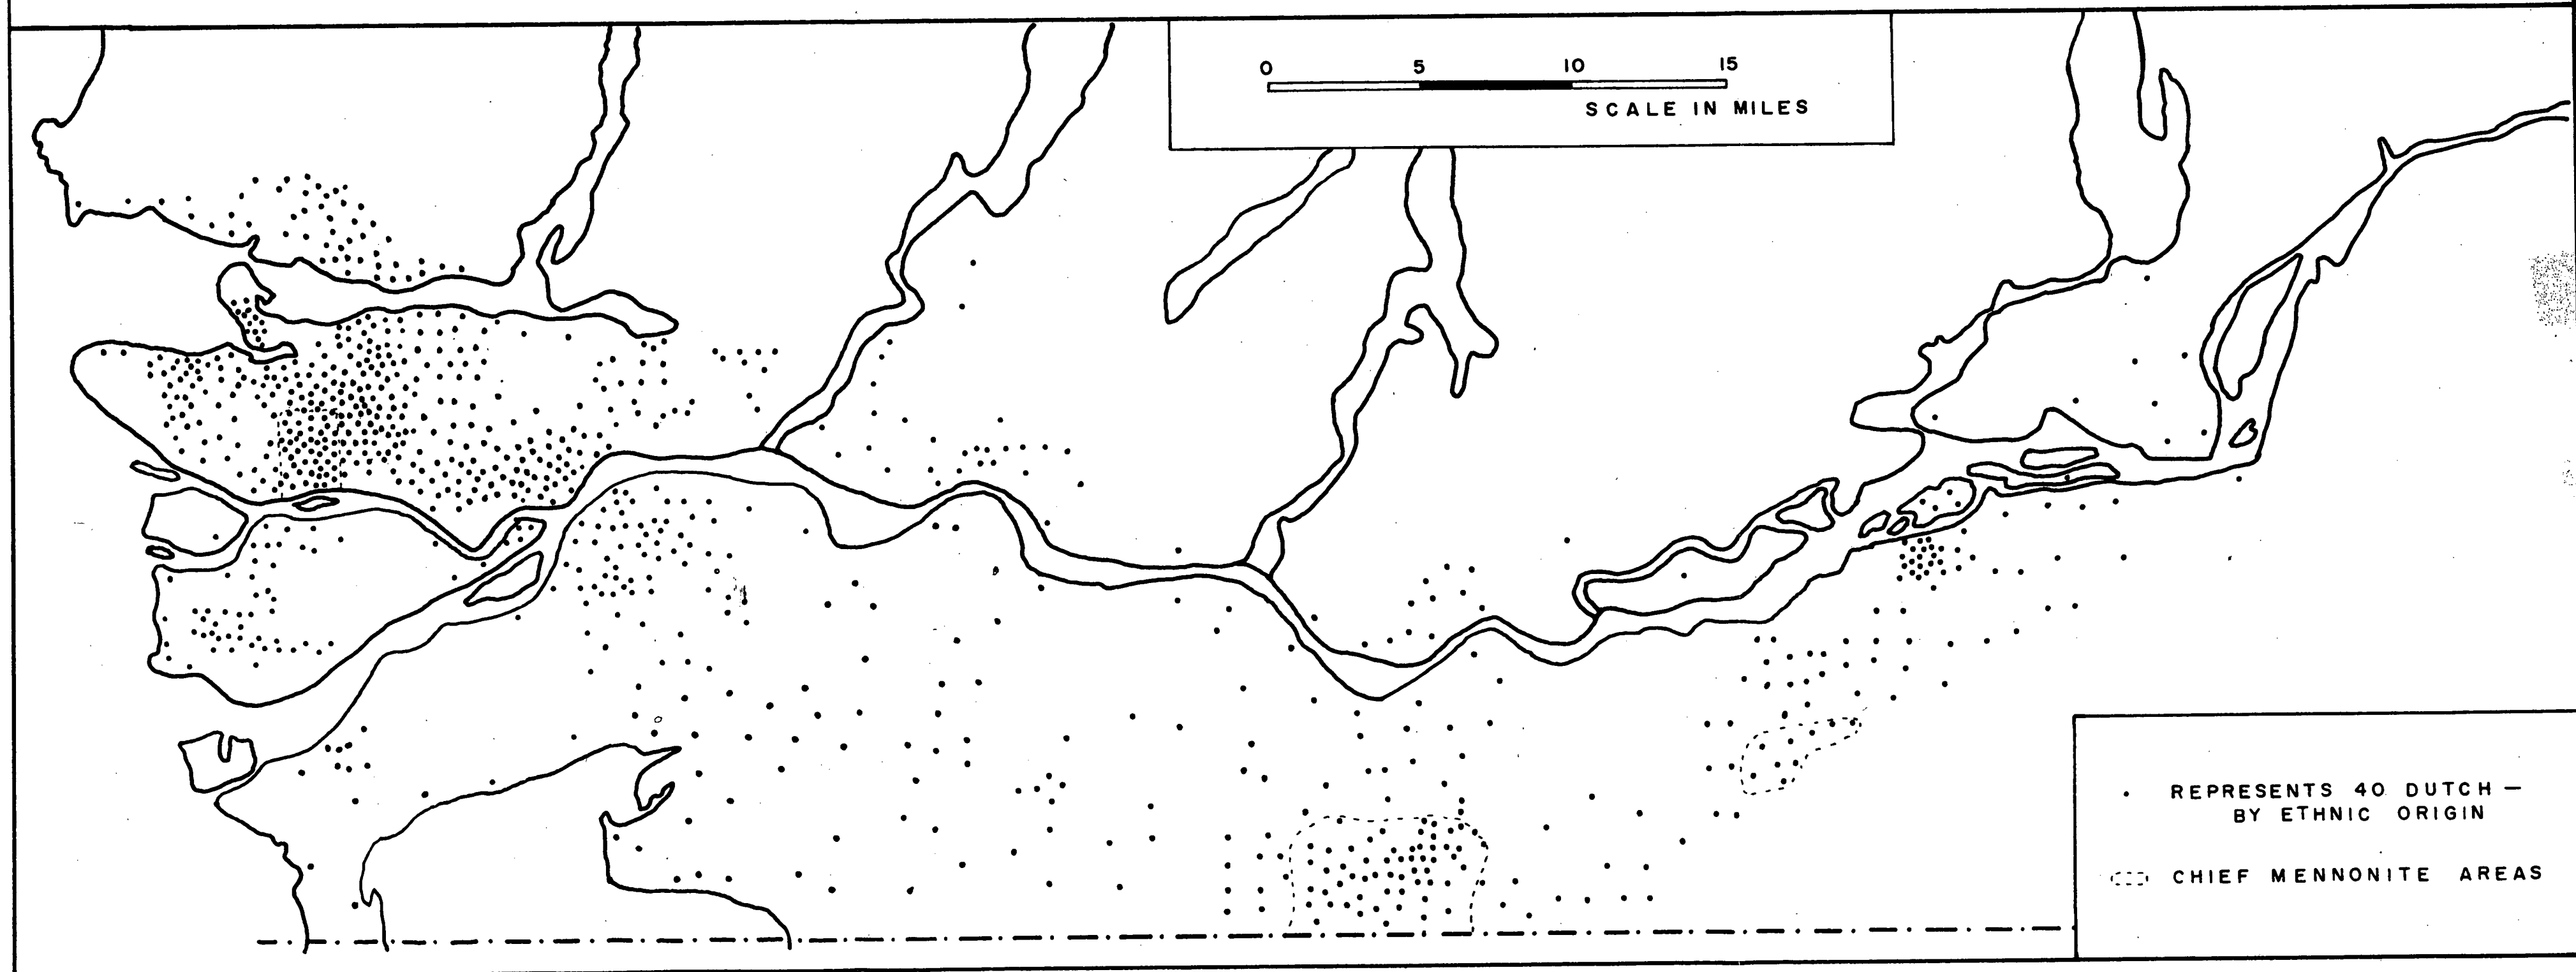 0 5 10 15
SCALE IN MILES
REPRESENTS 40 DUTCH —
BY ETHNIC ORIGIN
CHIEF MENNONITE AREAS